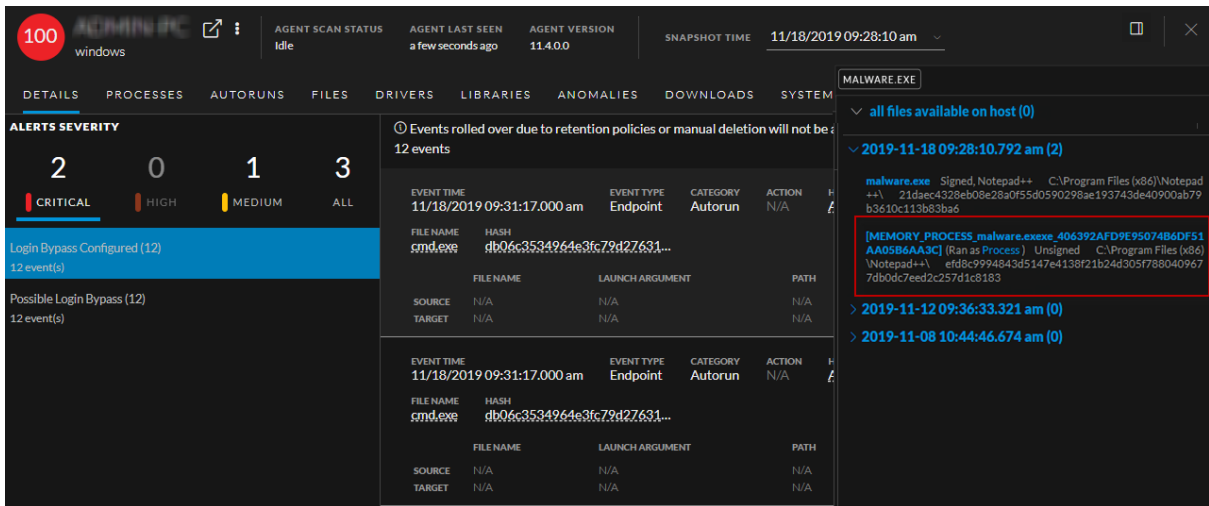 100
windows
AGENT SCAN STATUS
Idle
AGENT LAST SEEN
a few seconds ago
AGENT VERSION
11.4.0.0
SNAPSHOT TIME 11/18/2019 09:28:10 am
DETAILS PROCESSES AUTORUNS FILES DRIVERS LIBRARIES ANOMALIES DOWNLOADS SYSTEM
ALERTS SEVERITY
2 0 1 3
CRITICAL HIGH MEDIUM ALL
Login Bypass Configured (12)
12 event(s)
Possible Login Bypass (12)
12 event(s)
Events rolled over due to retention policies or manual deletion will not be
12 events
EVENT TIME EVENT TYPE CATEGORY ACTION
11/18/2019 09:31:17.000 am Endpoint Autorun N/A
FILE NAME HASH
cmd.exe db06c3534964e3fc79d27631...
FILE NAME LAUNCH ARGUMENT PATH
SOURCE N/A N/A N/A
TARGET N/A N/A N/A
EVENT TIME EVENT TYPE CATEGORY ACTION
11/18/2019 09:31:17.000 am Endpoint Autorun N/A
FILE NAME HASH
cmd.exe db06c3534964e3fc79d27631...
FILE NAME LAUNCH ARGUMENT PATH
SOURCE N/A N/A N/A
TARGET N/A N/A N/A
MALWARE.EXE
all files available on host (0)
2019-11-18 09:28:10.792 am (2)
malware.exe Signed, Notepad++ C:\Program Files (x86)\Notepad
++\ 21daec4328eb08e28a0f55d0590298ae193743de40900ab79
b3610c113b83ba6
[MEMORY_PROCESS_malware.exexe_406392AFD9E95074B6DF51
AA05B6AA3C] (Ran as Process ) Unsigned C:\Program Files (x86)
\Notepad++\ efd8c9994843d5147e4138f21b24d305f788040967
7db0dc7eed2c257d1c8183
2019-11-12 09:36:33.321 am (0)
2019-11-08 10:44:46.674 am (0)